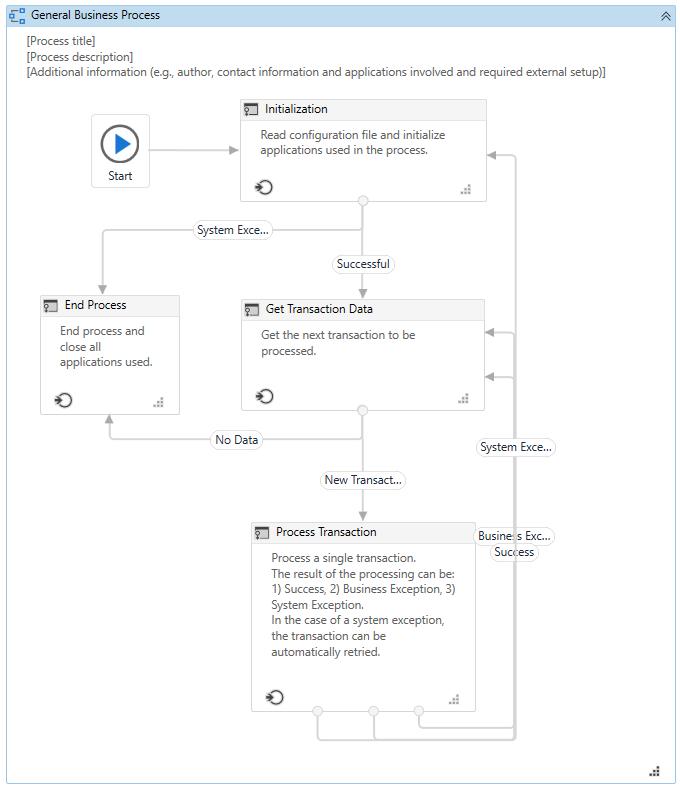 General Business Process
[Process title]
[Process description]
[Additional information (e.g., author, contact information and applications involved and required external setup)]
Initialization
Read configuration file and initialize
applications used in the process.
Start
System Exce...
Successful
End Process
End process and
close all
applications used.
Get Transaction Data
Get the next transaction to be
processed.
No Data
System Exce...
New Transact...
Process Transaction
Process a single transaction.
The result of the processing can be:
1) Success, 2) Business Exception, 3)
System Exception.
In the case of a system exception,
the transaction can be
automatically retried.
Business Exc...
Success